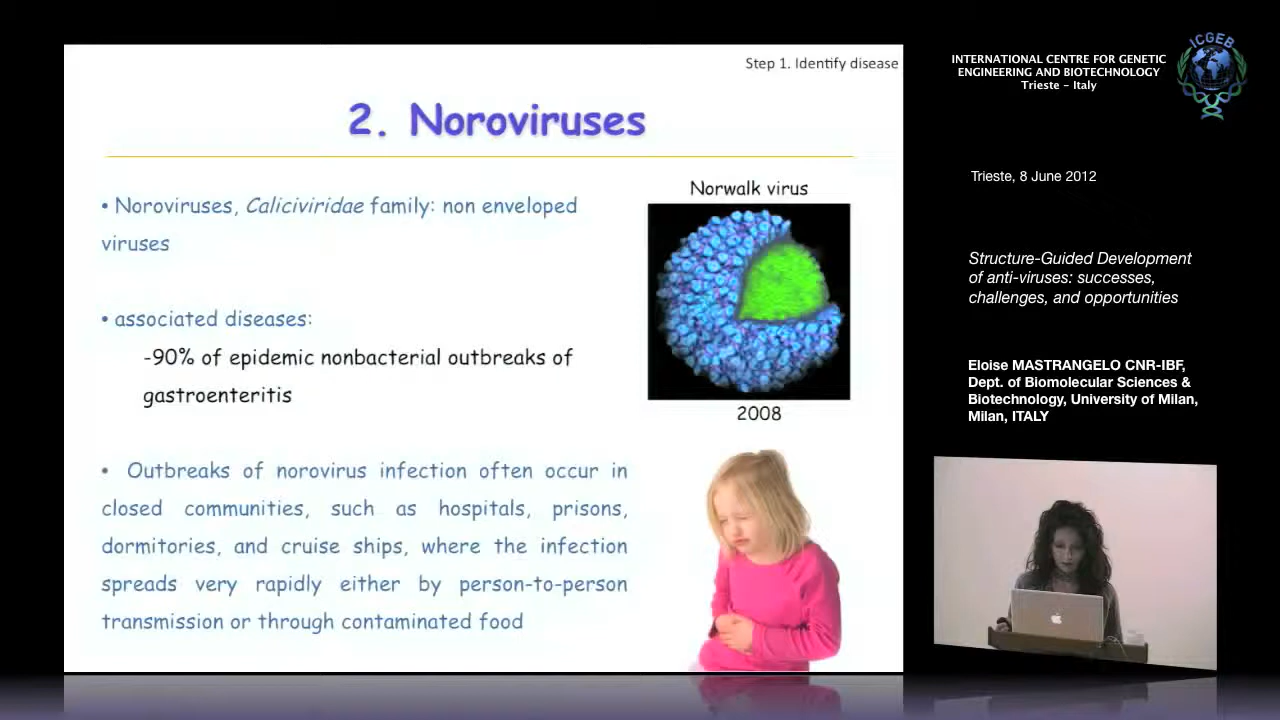 Step 1. Identify disease
2. Noroviruses
• Noroviruses, Caliciviridae family: non enveloped
viruses
• associated diseases:
-90% of epidemic nonbacterial outbreaks of
gastroenteritis
• Outbreaks of norovirus infection often occur in
closed communities, such as hospitals, prisons,
dormitories, and cruise ships, where the infection
spreads very rapidly either by person-to-person
transmission or through contaminated food
Norwalk virus
2008
INTERNATIONAL CENTRE FOR GENETIC
ENGINEERING AND BIOTECHNOLOGY
Trieste - Italy
ICGEB
Trieste, 8 June 2012
Structure-Guided Development
of anti-viruses: successes,
challenges, and opportunities
Eloise MASTRANGELO CNR-IBF,
Dept. of Biomolecular Sciences &
Biotechnology, University of Milan,
Milan, ITALY